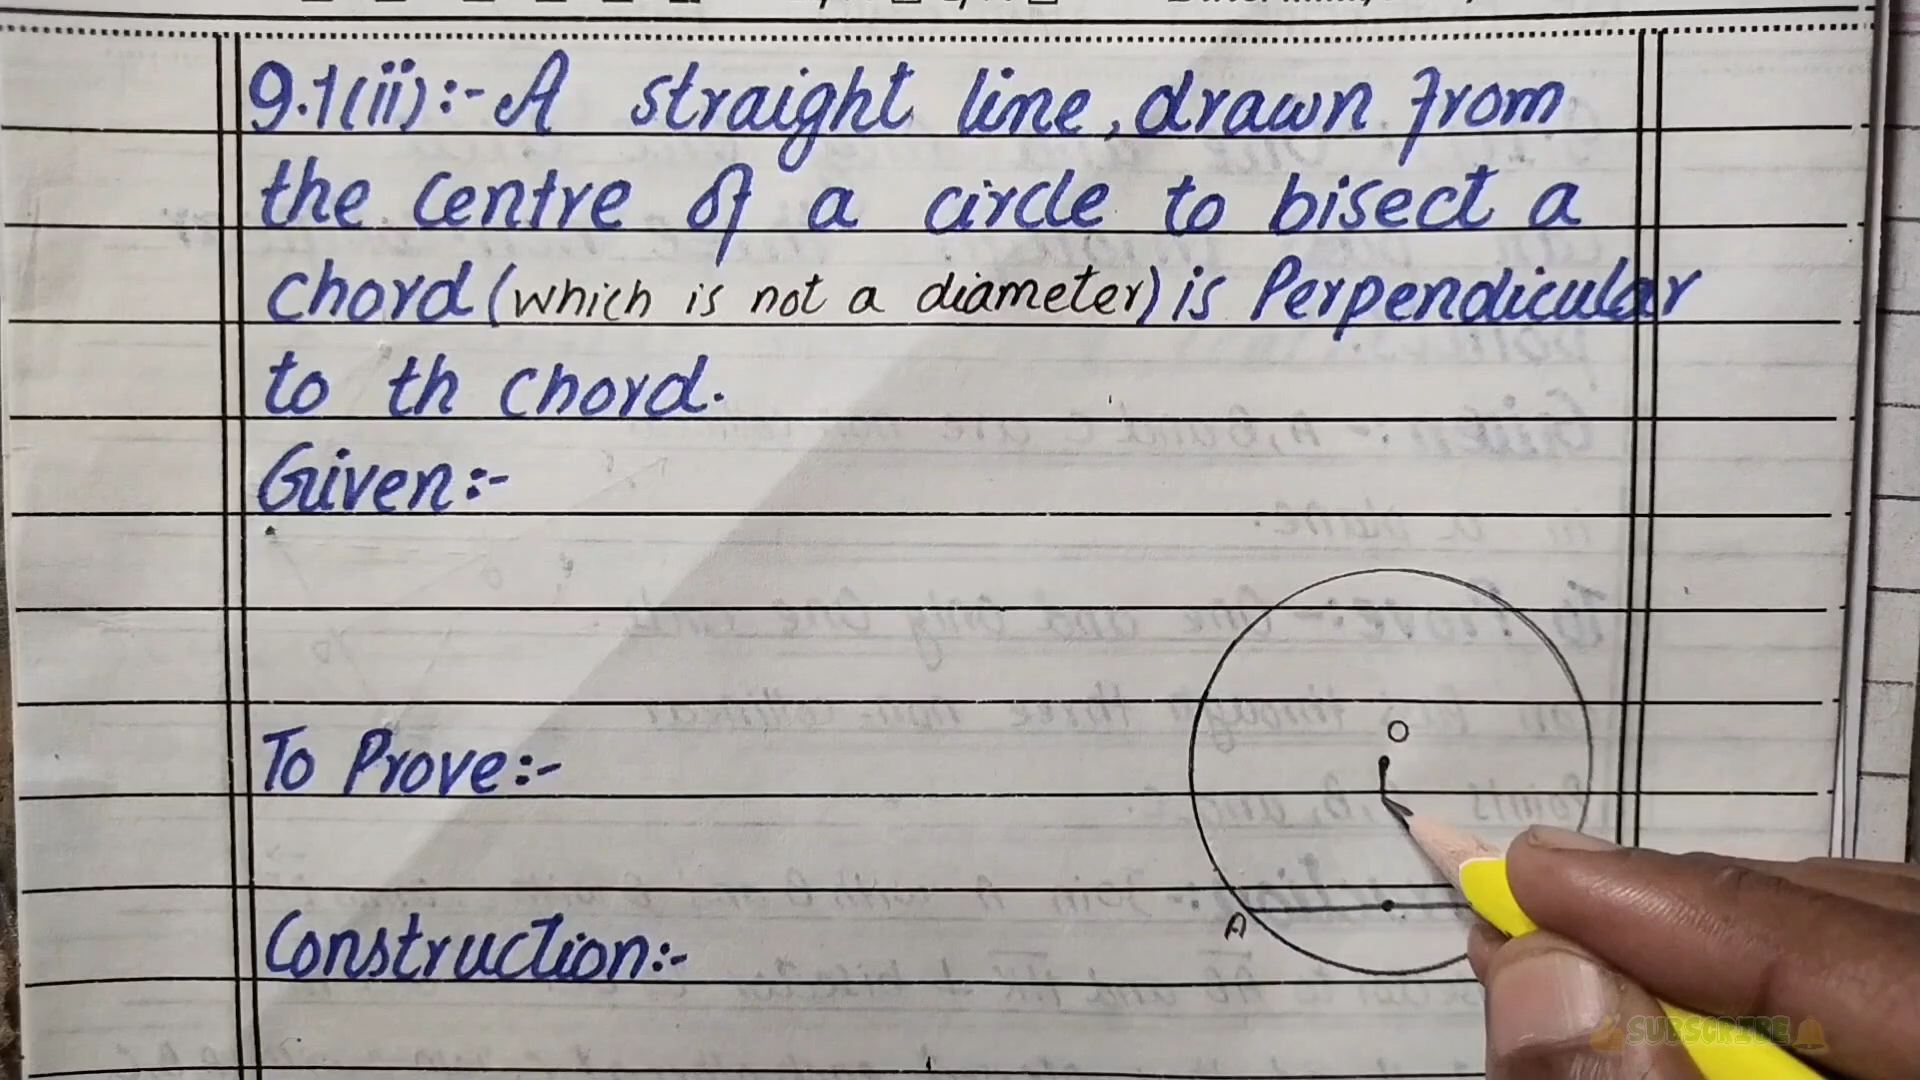 9.1(ii):- A straight line, drawn from
the centre of a circle to bisect a
chord (which is not a diameter) is Perpendicular
to th chord.
Given:-
To Prove:-
O
Construction:-
A
SUBSCRIBE